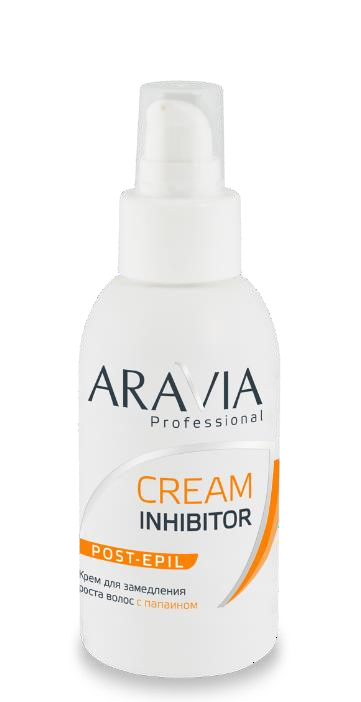 ARAVIA
Professional
CREAM
INHIBITOR
POST-EPIL
Крем для замедления
роста волос с папаином